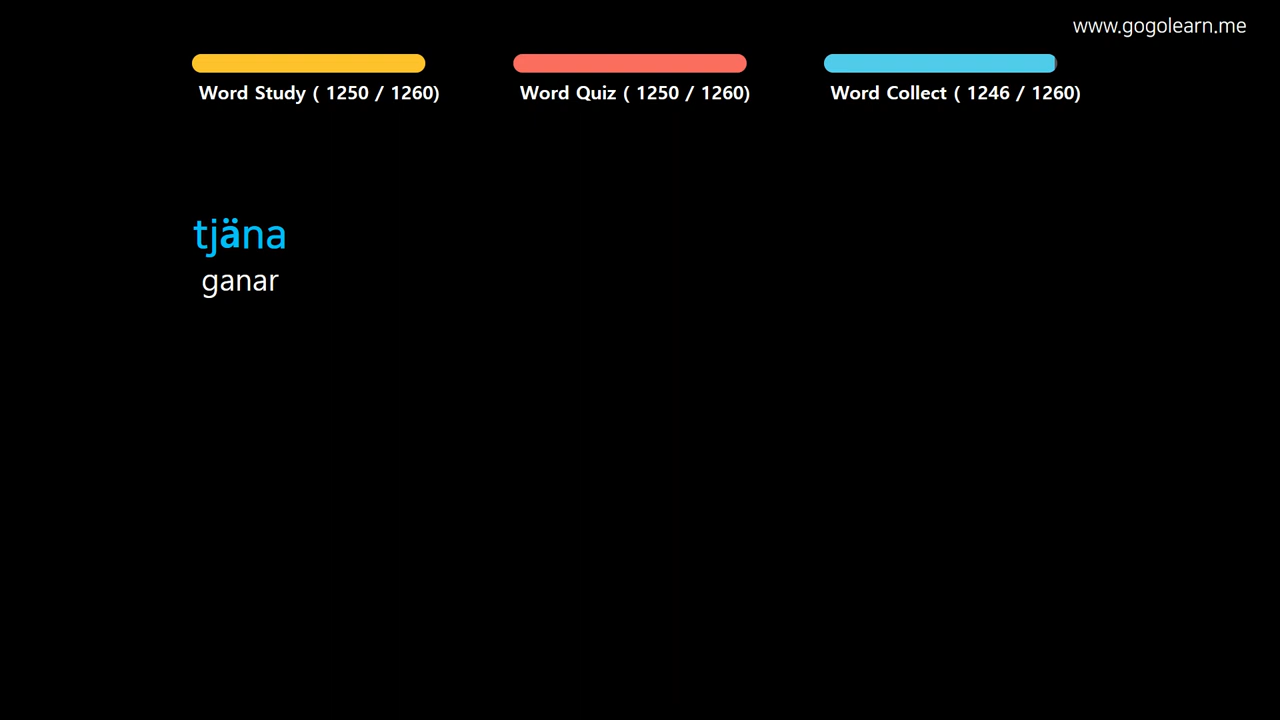 www.gogolearn.me
Word Study ( 1250 / 1260)
Word Quiz ( 1250 / 1260)
Word Collect ( 1246 / 1260)
tjäna
ganar